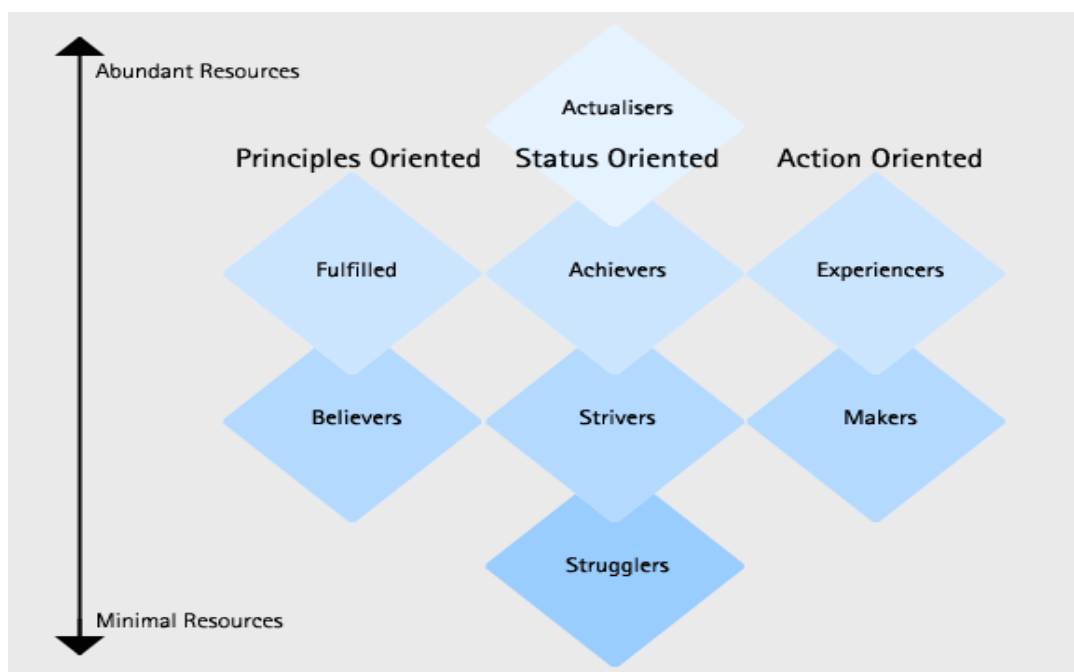 Abundant Resources
Actualisers
Principles Oriented
Status Oriented
Action Oriented
Fulfilled
Achievers
Experiencers
Believers
Strivers
Makers
Strugglers
Minimal Resources